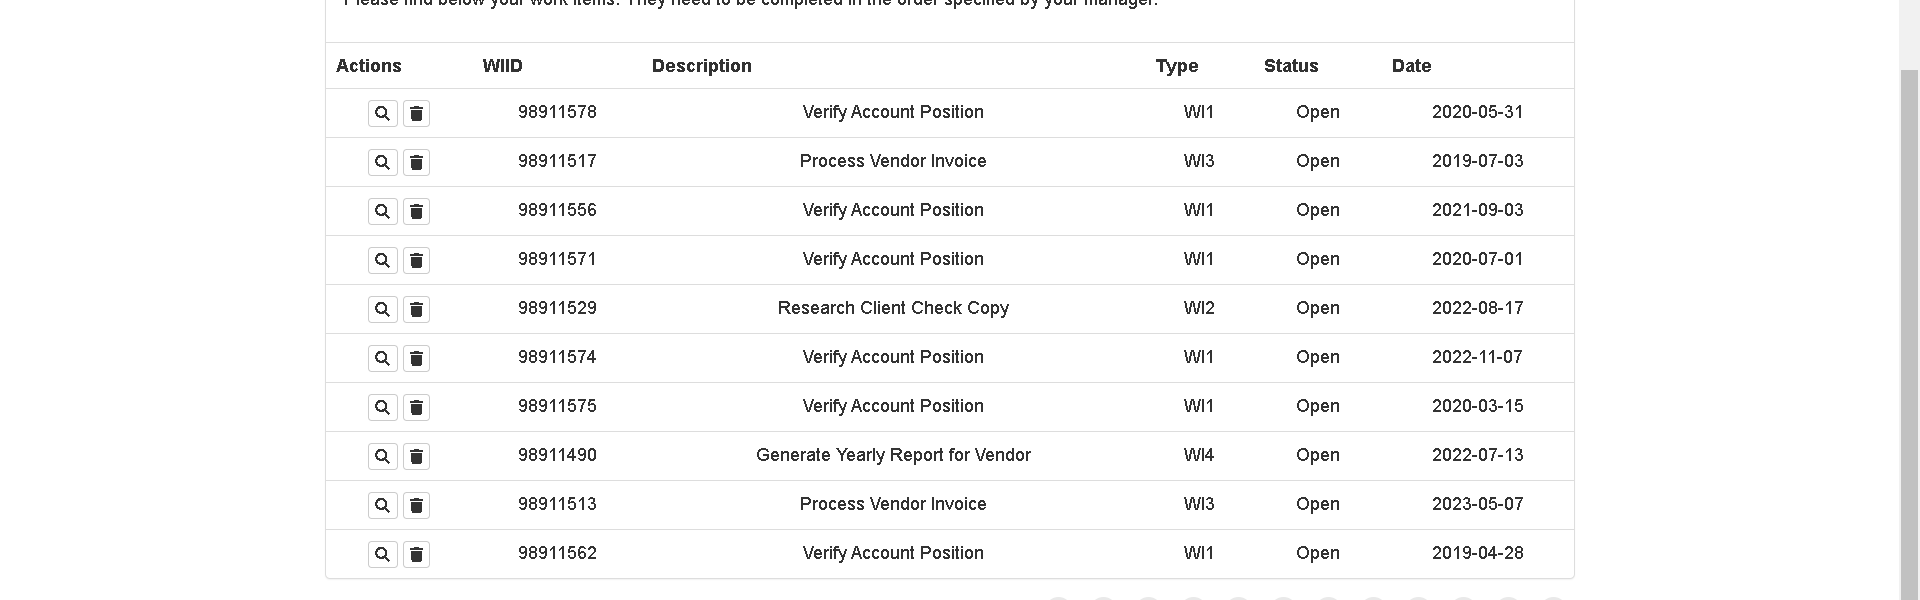 Please find below your work items. They need to be completed in the order specified by your manager.
Actions WIID Description Type Status Date
98911578 Verify Account Position WI1 Open 2020-05-31
98911517 Process Vendor Invoice WI3 Open 2019-07-03
98911556 Verify Account Position WI1 Open 2021-09-03
98911571 Verify Account Position WI1 Open 2020-07-01
98911529 Research Client Check Copy WI2 Open 2022-08-17
98911574 Verify Account Position WI1 Open 2022-11-07
98911575 Verify Account Position WI1 Open 2020-03-15
98911490 Generate Yearly Report for Vendor WI4 Open 2022-07-13
98911513 Process Vendor Invoice WI3 Open 2023-05-07
98911562 Verify Account Position WI1 Open 2019-04-28